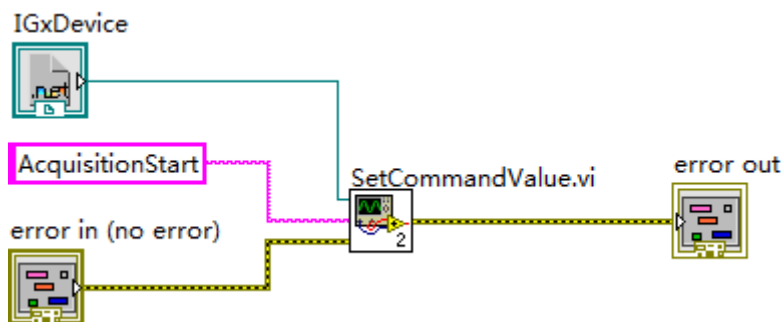 IGxDevice
.net
AcquisitionStart
SetCommandValue.vi
2
error out
error in (no error)